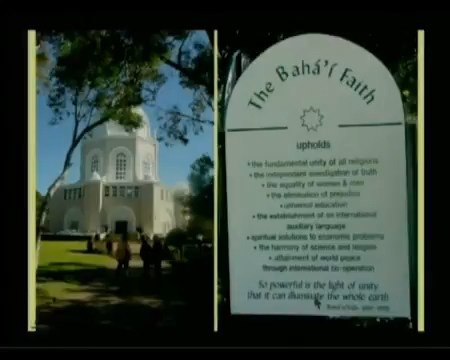 The Bahá'í Faith
upholds
• the fundamental unity of all religions
• the independent investigation of truth
• the equality of women & men
• the elimination of prejudice
• universal education
• the establishment of an international
auxiliary language
• spiritual solutions to economic problems
• the harmony of science and religion
• attainment of world peace
through international co-operation
So powerful is the light of unity
that it can illuminate the whole earth